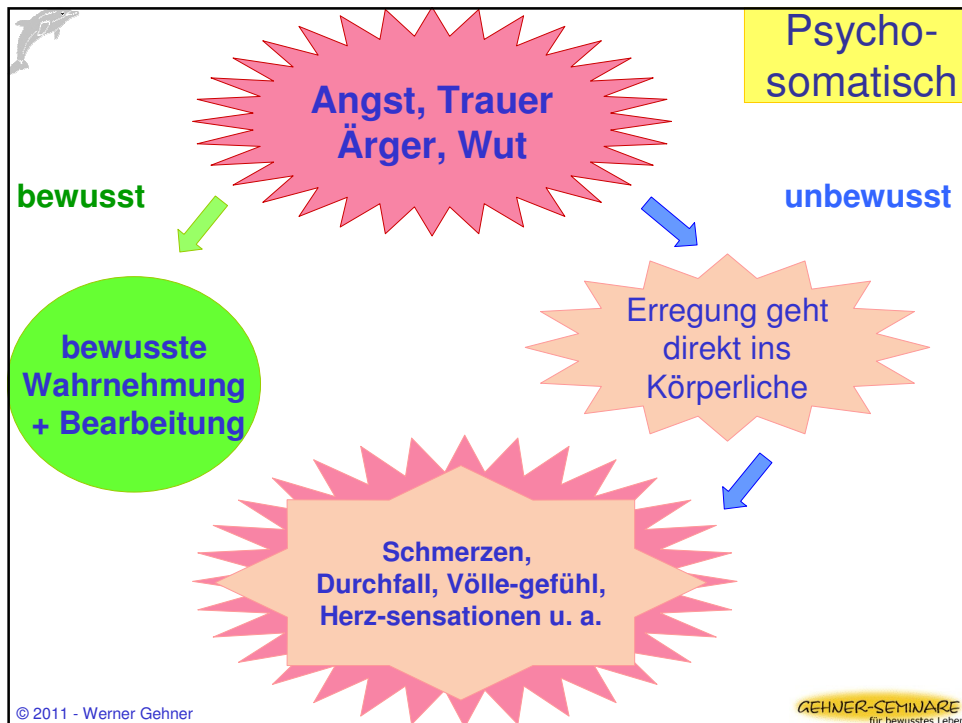 Psycho-
somatisch
Angst, Trauer
Ärger, Wut
bewusst
unbewusst
bewusste
Wahrnehmung
+ Bearbeitung
Erregung geht
direkt ins
Körperliche
Schmerzen,
Durchfall, Völle-gefühl,
Herz-sensationen u. a.
© 2011 - Werner Gehner
GEHNER-SEMINARE
für bewusstes Leben